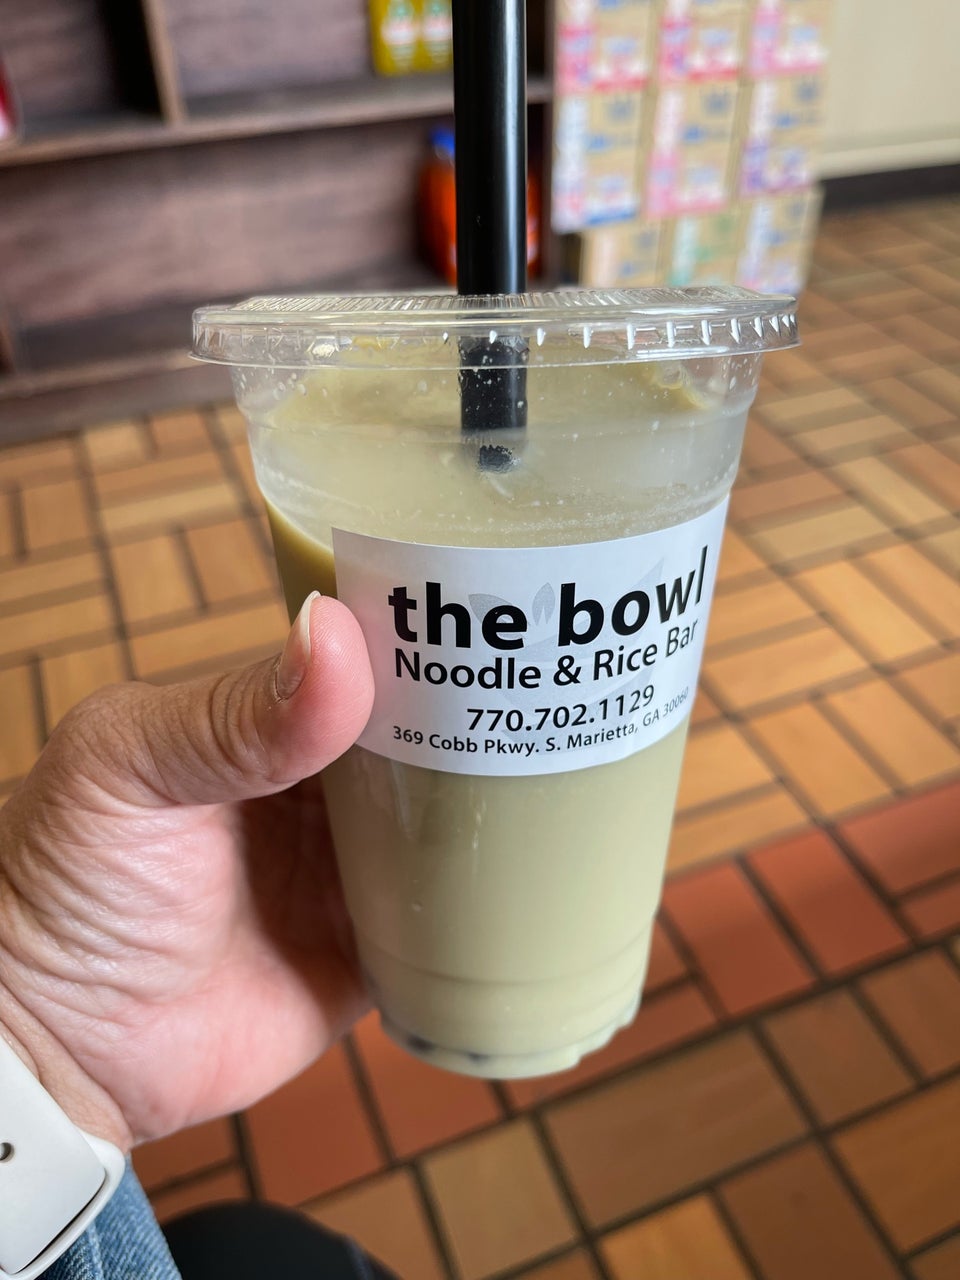 the bowl
Noodle & Rice Bar
770.702.1129
369 Cobb Pkwy. S. Marietta, GA 30060